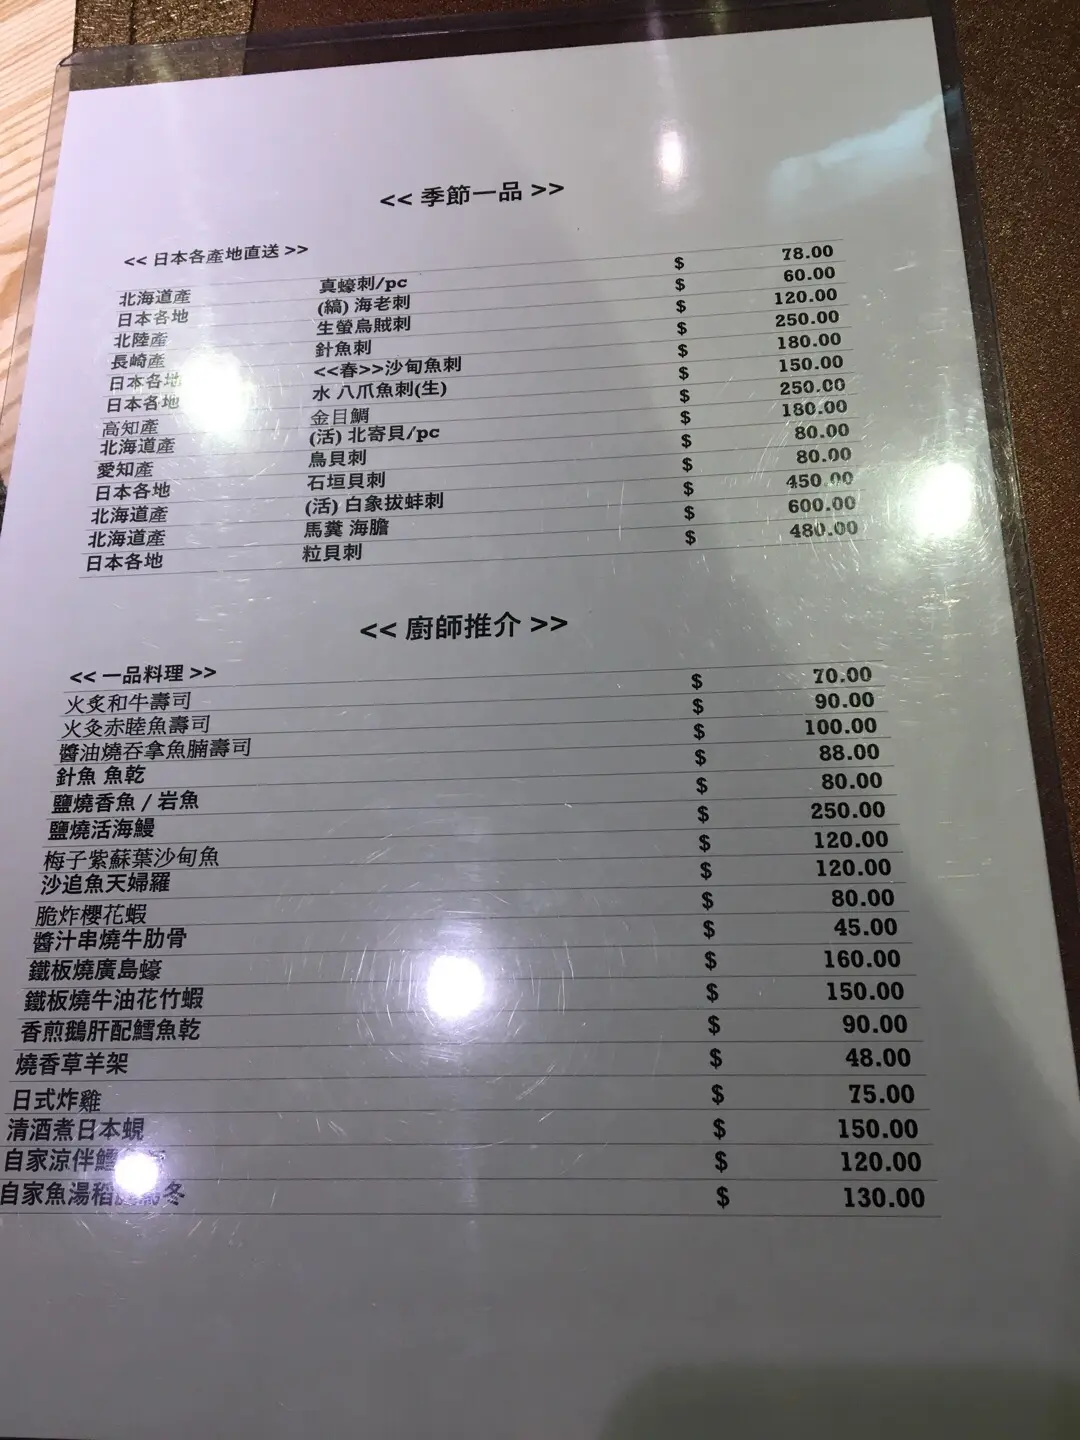 << 季節一品 >>
<< 日本各產地直送 >>
北海道產 真蠔刺/pc $ 78.00
日本各地 (縞) 海老刺 $ 60.00
北陸產 生螢烏賊刺 $ 120.00
長崎產 針魚刺 $ 250.00
日本各地 <<春>>沙甸魚刺 $ 180.00
日本各地 水 八爪魚刺(生) $ 150.00
高知產 金目鯛 $ 250.00
北海道產 (活) 北寄貝/pc $ 180.00
愛知產 鳥貝刺 $ 80.00
日本各地 石垣貝刺 $ 80.00
北海道產 (活) 白象拔蚌刺 $ 450.00
北海道產 馬糞 海膽 $ 600.00
日本各地 粒貝刺 $ 480.00
<< 廚師推介 >>
<< 一品料理 >>
火炙和牛壽司 $ 70.00
火灸赤睦魚壽司 $ 90.00
醬油燒吞拿魚腩壽司 $ 100.00
針魚 魚乾 $ 88.00
鹽燒香魚 / 岩魚 $ 80.00
鹽燒活海鰻 $ 250.00
梅子紫蘇葉沙甸魚 $ 120.00
沙追魚天婦羅 $ 120.00
脆炸櫻花蝦 $ 80.00
醬汁串燒牛肋骨 $ 45.00
鐵板燒廣島蠔 $ 160.00
鐵板燒牛油花竹蝦 $ 150.00
香煎鵝肝配鱈魚乾 $ 90.00
燒香草羊架 $ 48.00
日式炸雞 $ 75.00
清酒煮日本蜆 $ 150.00
自家涼伴鱈 $ 120.00
自家魚湯稻 冬 $ 130.00